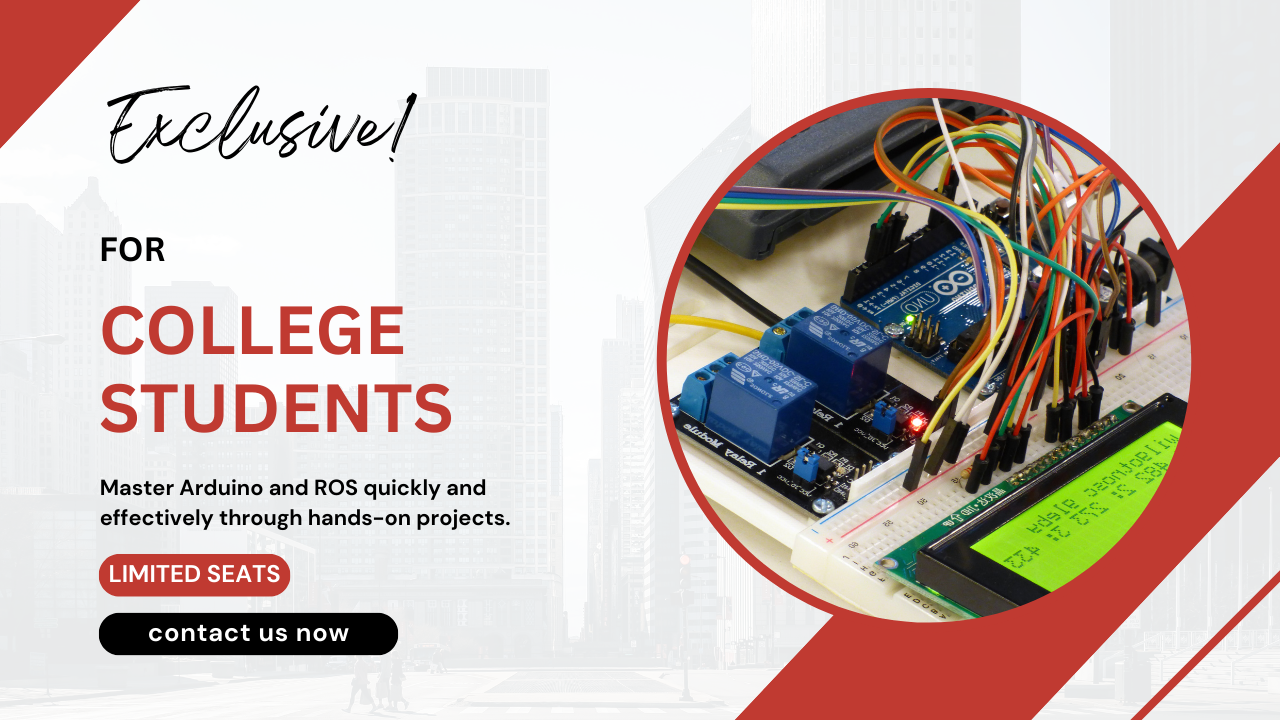 Exclusive!
FOR
COLLEGE
STUDENTS
Master Arduino and ROS quickly and
effectively through hands-on projects.
LIMITED SEATS
contact us now
UNO